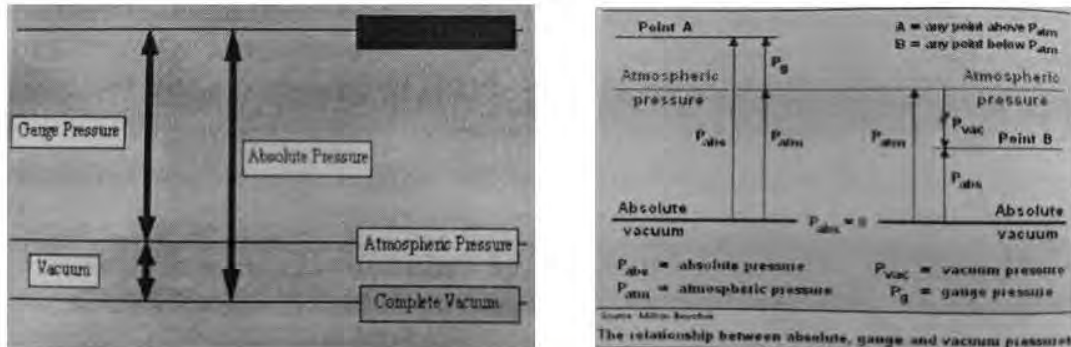 Gauge Pressure
Absolute Pressure
Atmospheric Pressure
Vacuum
Complete Vacuum
Point A
A = any point above Patm
B = any point below Patm
Pg
Atmospheric
pressure
Atmospheric
pressure
Pvac
Point B
Pabs
Patm
Patm
Pabs
Absolute
vacuum
Pabs = 0
Absolute
vacuum
Pabs = absolute pressure
Pvac = vacuum pressure
Patm = atmospheric pressure
Pg = gauge pressure
Source:
The relationship between absolute, gauge and vacuum pressures